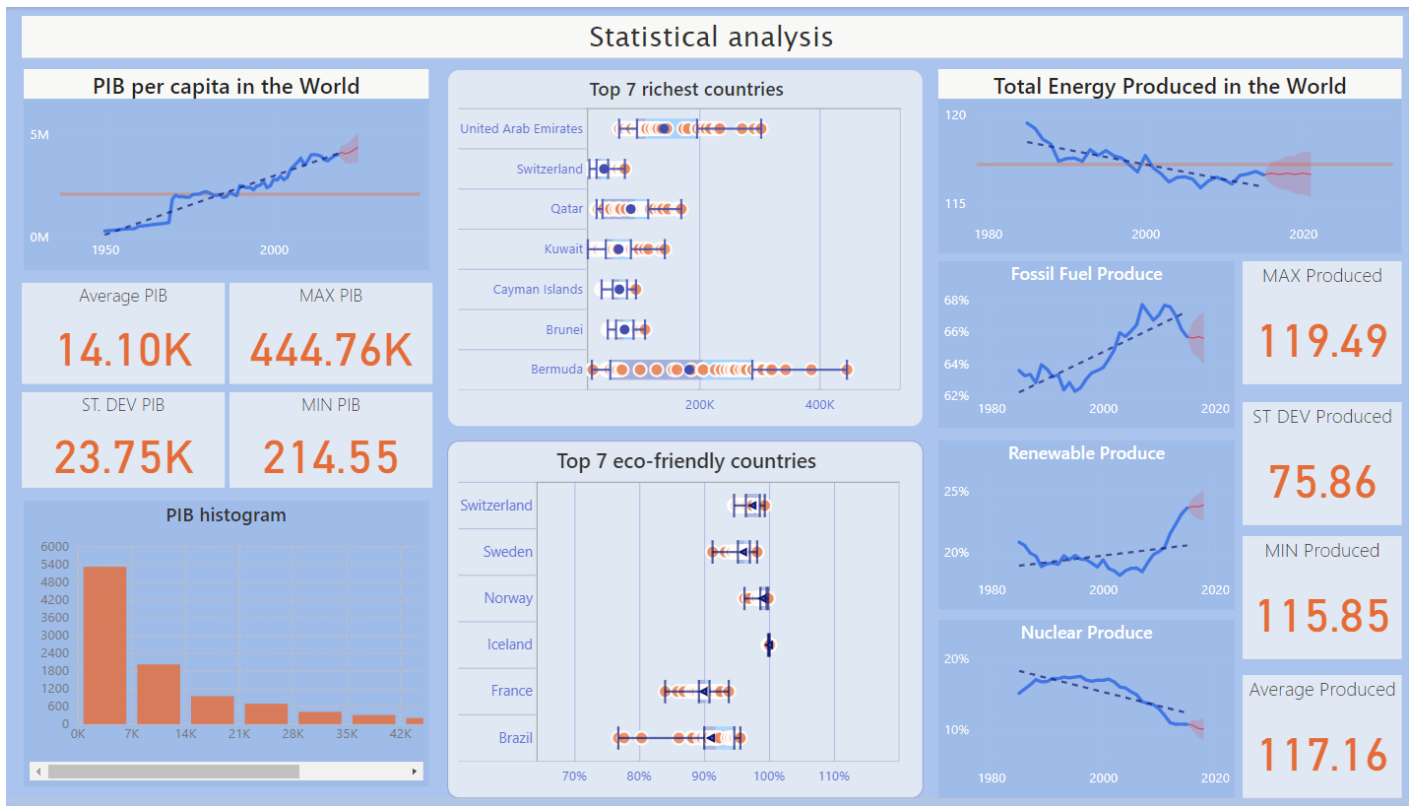 Statistical analysis
PIB per capita in the World
5M
0M
1950
2000
Average PIB
14.10K
MAX PIB
444.76K
ST. DEV PIB
23.75K
MIN PIB
214.55
PIB histogram
6000
5400
4800
4200
3600
3000
2400
1800
1200
600
0
0K
7K
14K
21K
28K
35K
42K
Top 7 richest countries
United Arab Emirates
Switzerland
Qatar
Kuwait
Cayman Islands
Brunei
Bermuda
200K
400K
Top 7 eco-friendly countries
Switzerland
Sweden
Norway
Iceland
France
Brazil
70%
80%
90%
100%
110%
Total Energy Produced in the World
120
115
1980
2000
2020
Fossil Fuel Produce
68%
66%
64%
62%
1980
2000
2020
Renewable Produce
25%
20%
1980
2000
2020
Nuclear Produce
20%
10%
1980
2000
2020
MAX Produced
119.49
ST DEV Produced
75.86
MIN Produced
115.85
Average Produced
117.16